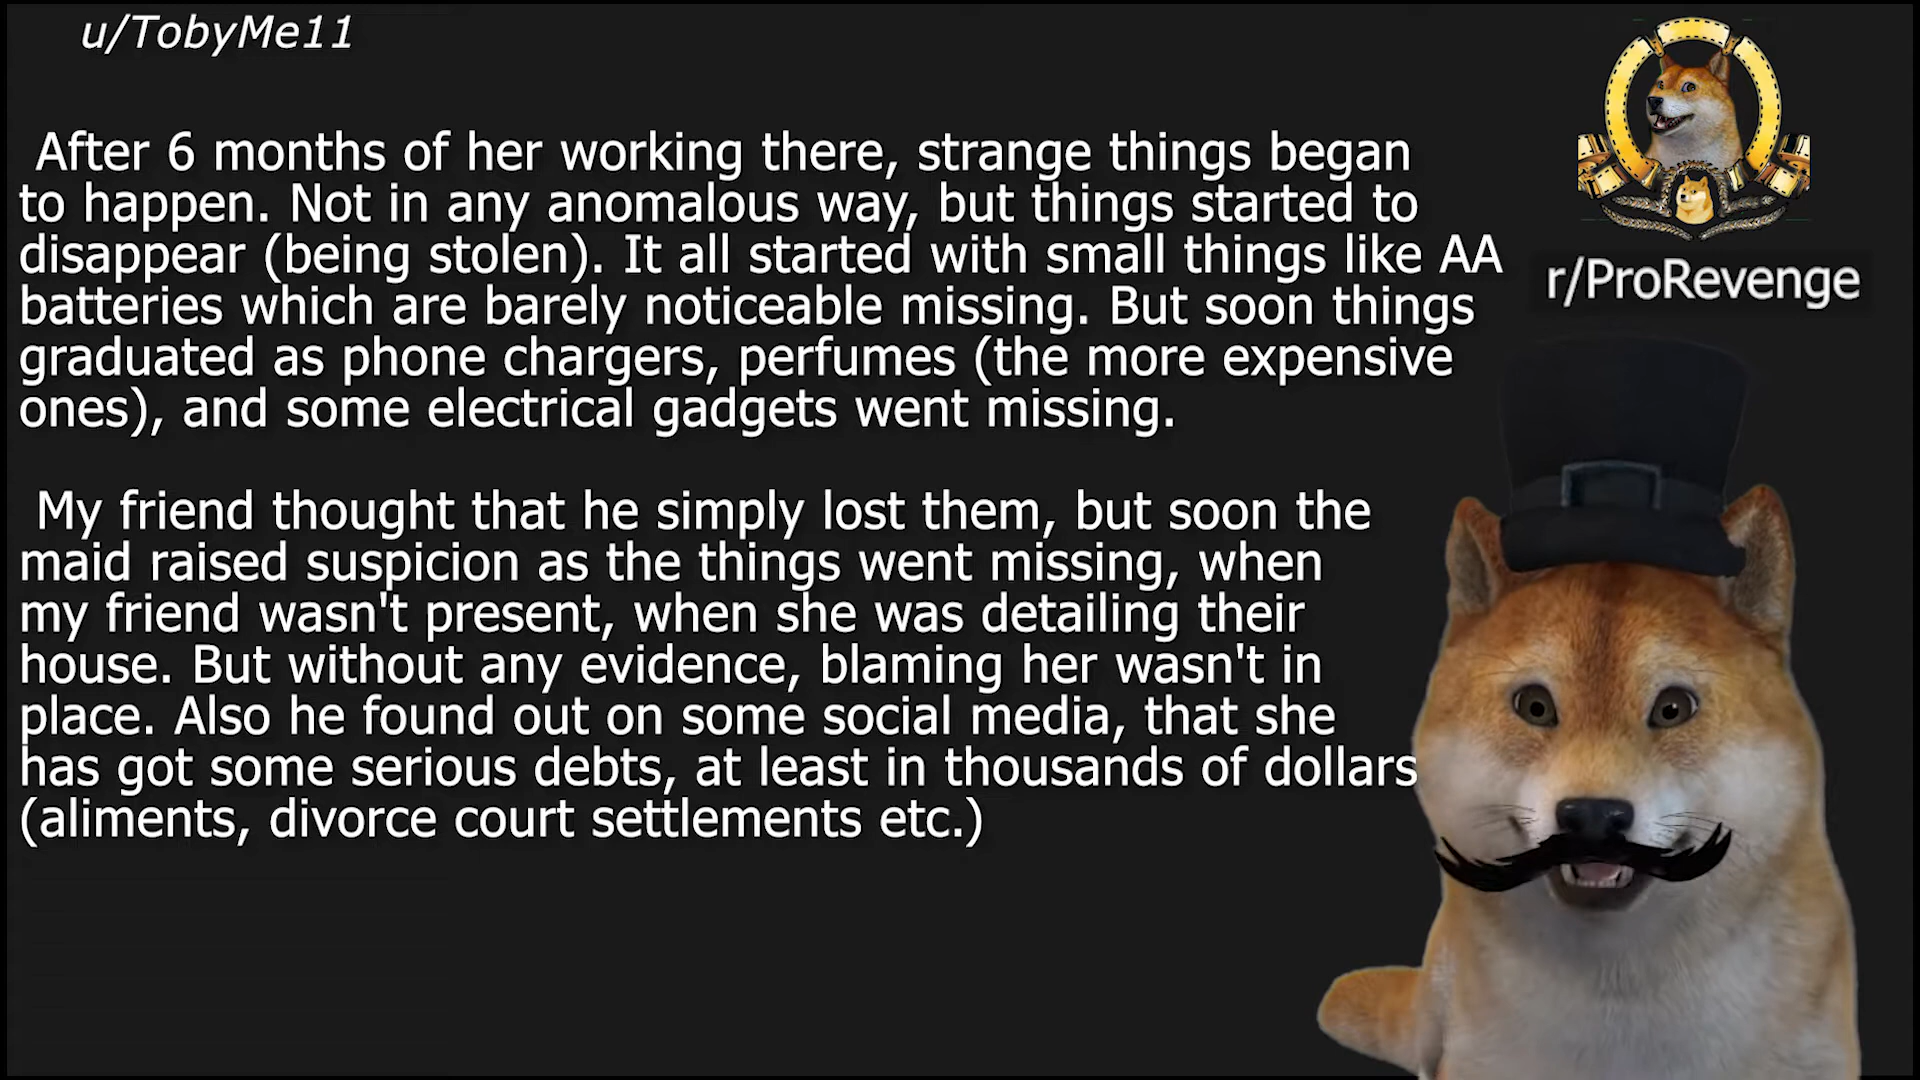 u/TobyMe11
After 6 months of her working there, strange things began
to happen. Not in any anomalous way, but things started to
disappear (being stolen). It all started with small things like AA
batteries which are barely noticeable missing. But soon things
graduated as phone chargers, perfumes (the more expensive
ones), and some electrical gadgets went missing.
My friend thought that he simply lost them, but soon the
maid raised suspicion as the things went missing, when
my friend wasn't present, when she was detailing their
house. But without any evidence, blaming her wasn't in
place. Also he found out on some social media, that she
has got some serious debts, at least in thousands of dollars
(aliments, divorce court settlements etc.)
r/ProRevenge